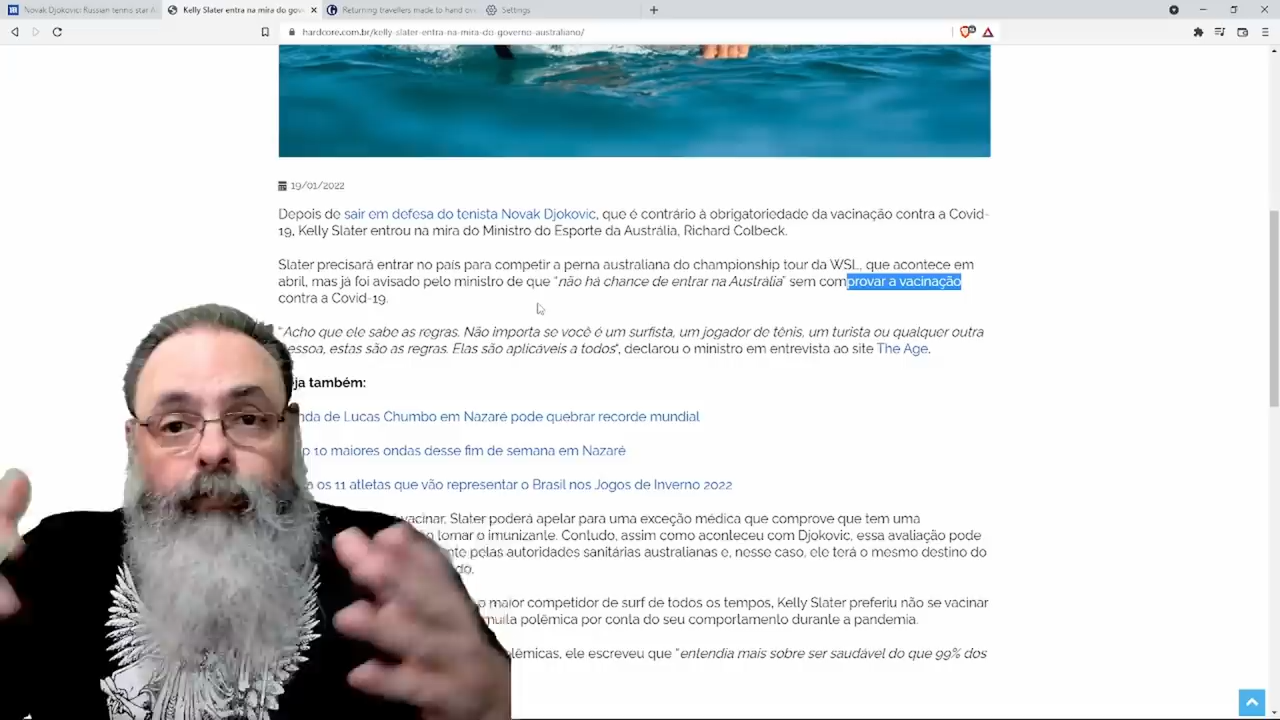 Novak Djokovic: Russian tennis star A
Kelly Slater entra na mira do gov
Returning travellers made to hand ov
Settings
hardcore.com.br/kelly-slater-entra-na-mira-do-governo-australiano/
19/01/2022
Depois de sair em defesa do tenista Novak Djokovic, que é contrário à obrigatoriedade da vacinação contra a Covid-
19, Kelly Slater entrou na mira do Ministro do Esporte da Austrália, Richard Colbeck.
Slater precisará entrar no país para competir a perna australiana do championship tour da WSL, que acontece em
abril, mas já foi avisado pelo ministro de que “não há chance de entrar na Austrália” sem comprovar a vacinação
contra a Covid-19.
“Acho que ele sabe as regras. Não importa se você é um surfista, um jogador de tênis, um turista ou qualquer outra
essoa, estas são as regras. Elas são aplicáveis a todos“, declarou o ministro em entrevista ao site The Age.
ja também:
nda de Lucas Chumbo em Nazaré pode quebrar recorde mundial
p 10 maiores ondas desse fim de semana em Nazaré
os 11 atletas que vão representar o Brasil nos Jogos de Inverno 2022
vacinar, Slater poderá apelar para uma exceção médica que comprove que tem uma
o tomar o imunizante. Contudo, assim como aconteceu com Djokovic, essa avaliação pode
nte pelas autoridades sanitárias australianas e, nesse caso, ele terá o mesmo destino do
do.
o maior competidor de surf de todos os tempos, Kelly Slater preferiu não se vacinar
muita polêmica por conta do seu comportamento durante a pandemia.
lêmicas, ele escreveu que “entendia mais sobre ser saudável do que 99% dos